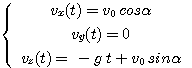 v_x(t) = v_0 cosα
v_y(t) = 0
v_z(t) = − g t + v_0 sinα